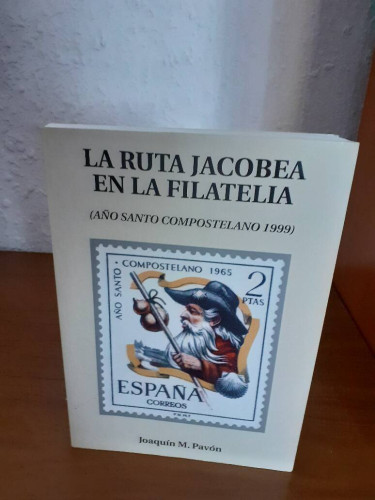 LA RUTA JACOBEA
EN LA FILATELIA
(AÑO SANTO COMPOSTELANO 1999)
AÑO SANTO • COMPOSTELANO 1965
2
PTAS
ESPAÑA
CORREOS
Joaquín M. Pavón